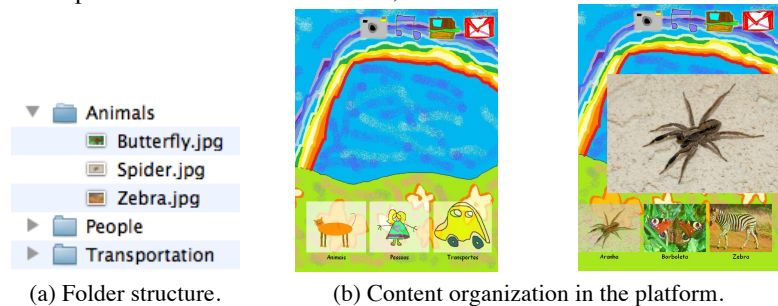 Animals
Butterfly.jpg
Spider.jpg
Zebra.jpg
People
Transportation
Animais
Pessoas
Transportes
Aranha
Borboleta
Zebra
(a) Folder structure.
(b) Content organization in the platform.